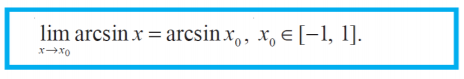 lim arcsin x = arcsin x₀, x₀ ∈ [−1, 1].
x→x₀